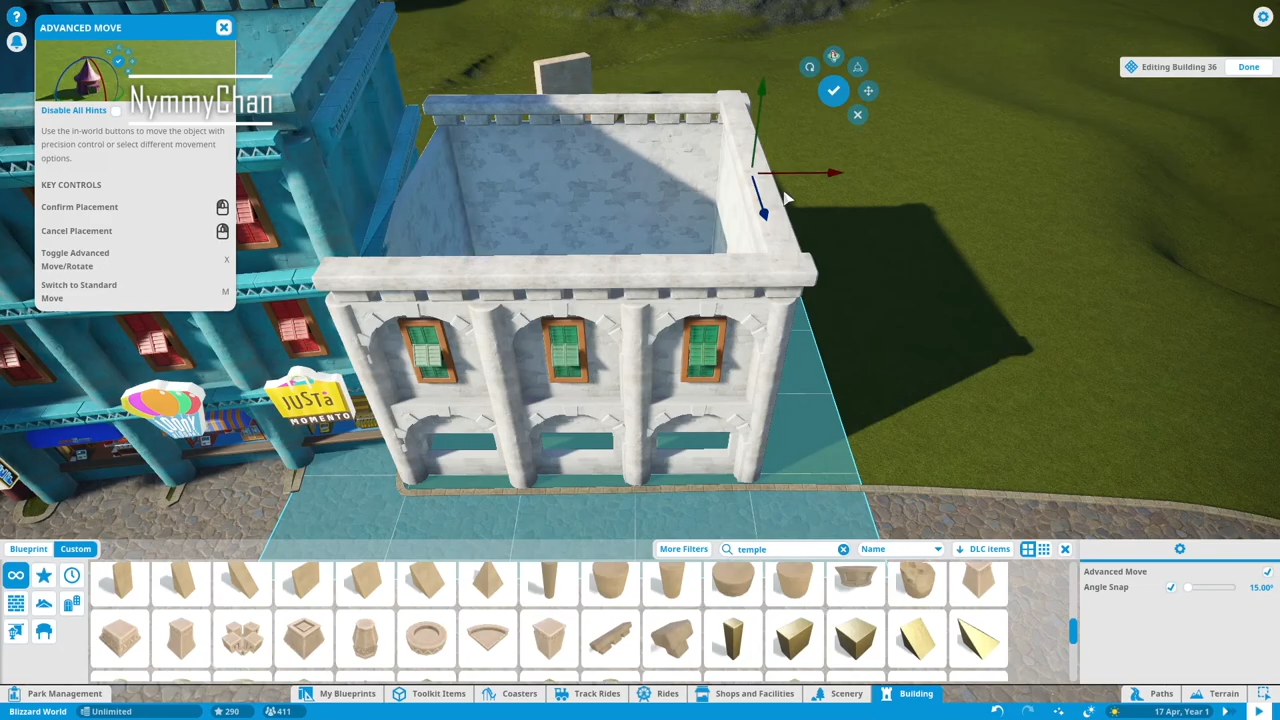 ?
ADVANCED MOVE
NymmyChan
Disable All Hints
Use the in-world buttons to move the object with
precision control or select different movement
options.
KEY CONTROLS
Confirm Placement
Cancel Placement
Toggle Advanced
Move/Rotate X
Switch to Standard
Move M
Editing Building 36 Done
JUSTa
MOMENTO
Blueprint Custom More Filters temple Name DLC items
Advanced Move
Angle Snap 15.00°
Park Management My Blueprints Toolkit Items Coasters Track Rides Rides Shops and Facilities Scenery Building Paths Terrain
Blizzard World Unlimited 290 411 17 Apr, Year 1